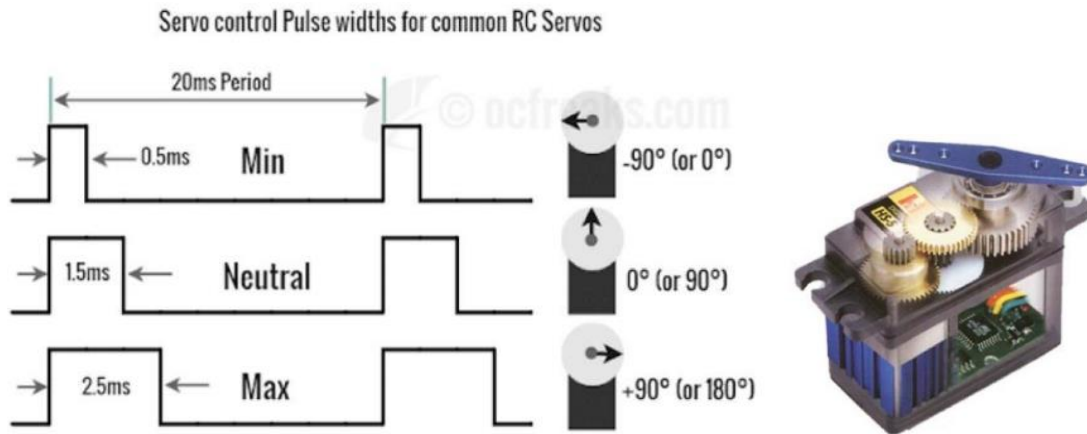 Servo control Pulse widths for common RC Servos
20ms Period
© ocfreaks.com
0.5ms
Min
-90° (or 0°)
1.5ms
Neutral
0° (or 90°)
2.5ms
Max
+90° (or 180°)